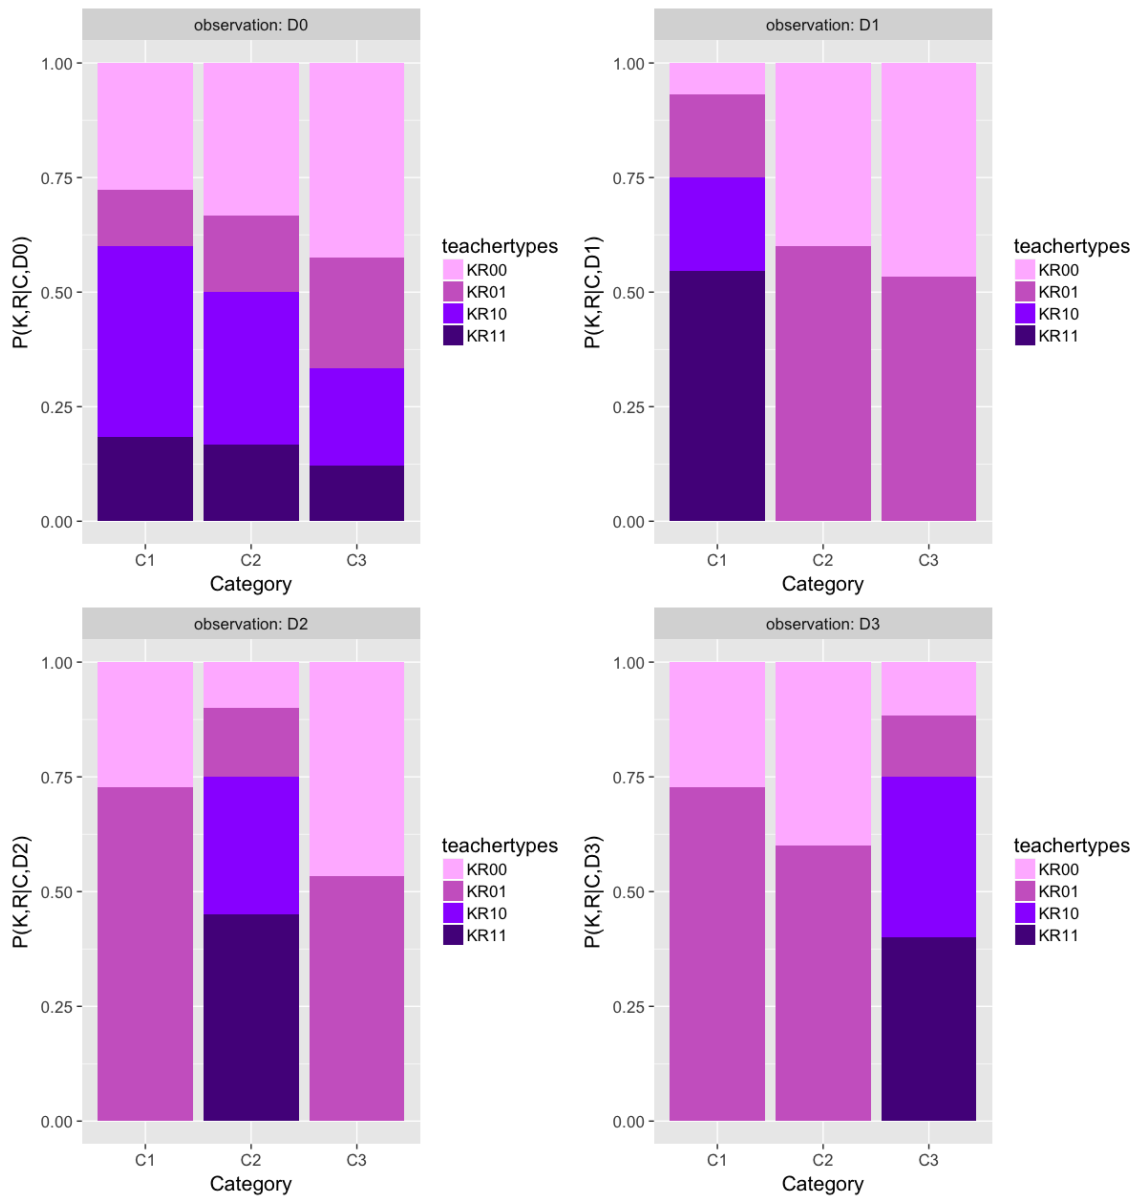 observation: D0
1.00
0.75
0.50
0.25
0.00
P(K,R|C,D0)
C1 C2 C3
Category
teachertypes
KR00
KR01
KR10
KR11
observation: D1
1.00
0.75
0.50
0.25
0.00
P(K,R|C,D1)
C1 C2 C3
Category
teachertypes
KR00
KR01
KR10
KR11
observation: D2
1.00
0.75
0.50
0.25
0.00
P(K,R|C,D2)
C1 C2 C3
Category
teachertypes
KR00
KR01
KR10
KR11
observation: D3
1.00
0.75
0.50
0.25
0.00
P(K,R|C,D3)
C1 C2 C3
Category
teachertypes
KR00
KR01
KR10
KR11